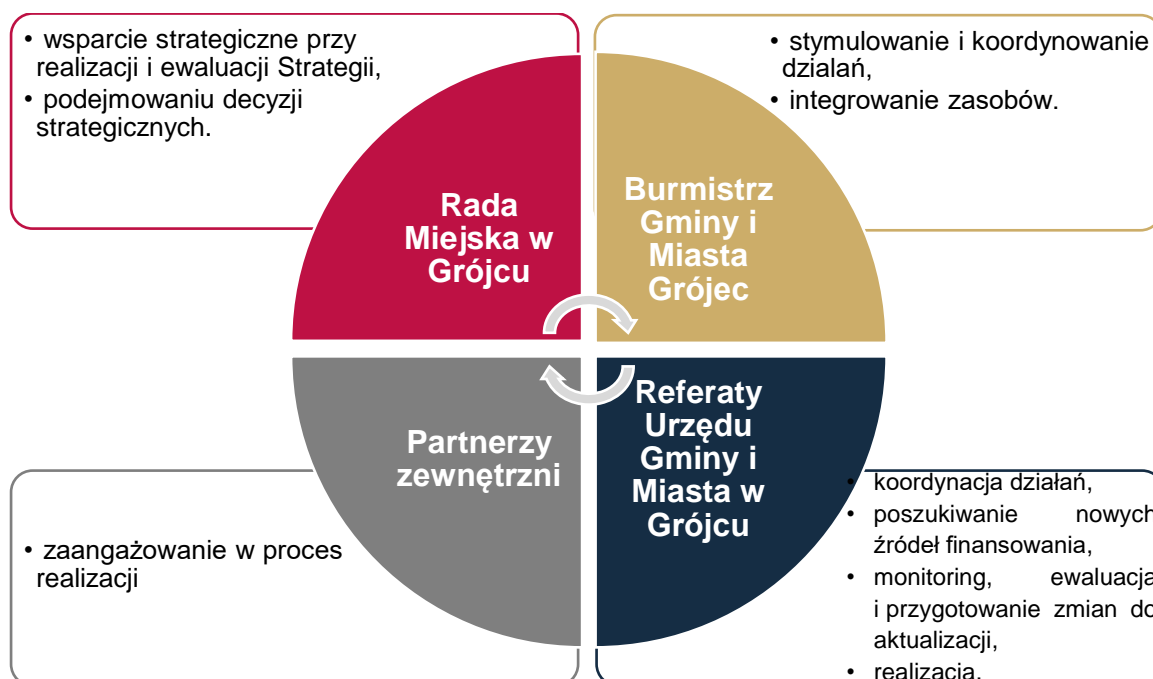 • wsparcie strategiczne przy
realizacji i ewaluacji Strategii,
• podejmowaniu decyzji
strategicznych.
• stymulowanie i koordynowanie
dzialań,
• integrowanie zasobów.
Rada
Miejska w
Grójcu
Burmistrz
Gminy i
Miasta
Grójec
Partnerzy
zewnętrzni
Referaty
Urzędu
Gminy i
Miasta w
Grójcu
• zaangażowanie w proces
realizacji
• koordynacja działań,
• poszukiwanie nowych
źródeł finansowania,
• monitoring, ewaluacja
i przygotowanie zmian do
aktualizacji,
• realizacja.